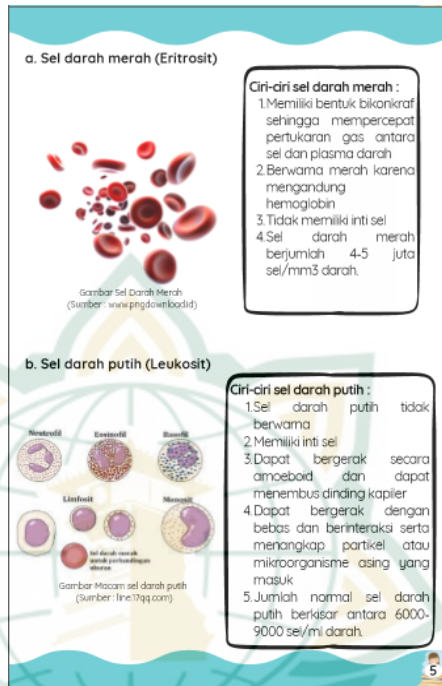 a. Sel darah merah (Eritrosit)
Ciri-ciri sel darah merah :
1.Memiliki bentuk bikonkraf
sehingga mempercepat
pertukaran gas antara
sel dan plasma darah
2.Berwarna merah karena
mengandung
hemoglobin
3.Tidak memiliki inti sel
4.Sel darah merah
berjumlah 4-5 juta
sel/mm3 darah.
Gambar Sel Darah Merah
(Sumber : www.pngdownload.id)
b. Sel darah putih (Leukosit)
Ciri-ciri sel darah putih :
1.Sel darah putih tidak
berwarna
2.Memiliki inti sel
3.Dapat bergerak secara
amoeboid dan dapat
menembus dinding kapiler
4.Dapat bergerak dengan
bebas dan berinteraksi serta
menangkap partikel atau
mikroorganisme asing yang
masuk
5.Jumlah normal sel darah
putih berkisar antara 6000-
9000 sel/ml darah.
Neutrofil Eosinofil Basofil
Limfosit Monosit
Sel darah merah
untuk perbandingan
ukuran
Gambar Macam sel darah putih
(Sumber : line.17qq.com)
5